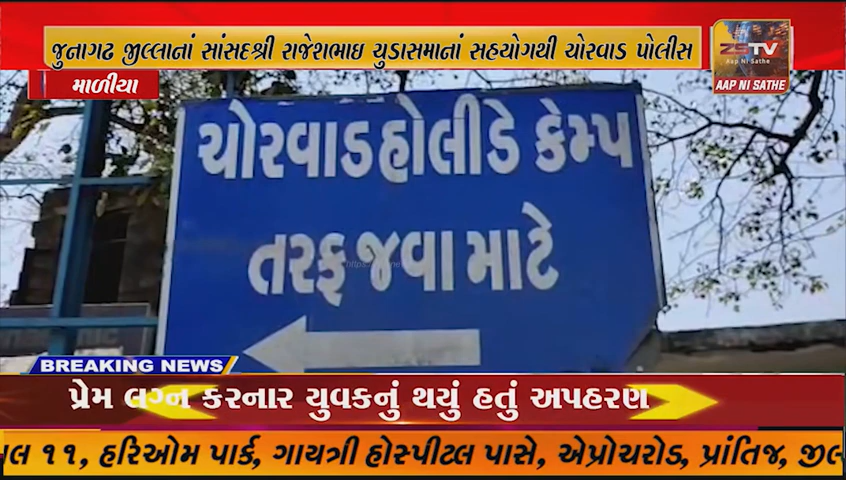 જુનાગઢ જીલ્લાનાં સાંસદશ્રી રાજેશભાઇ ચુડાસમાનાં સહયોગથી ચોરવાડ પોલીસ
25TV
Aap Ni Sathe
AAP NI SATHE
માળીયા
ચોરવાડ હોલીડે કેમ્પ
તરફ જવા માટે
BREAKING NEWS
પ્રેમ લગ્ન કરનાર યુવકનું થયું હતું અપહરણ
લ ૧૧, હરિઓમ પાર્ક, ગાયત્રી હોસ્પીટલ પાસે, એપ્રોચરોડ, પ્રાંતિજ, જીલ